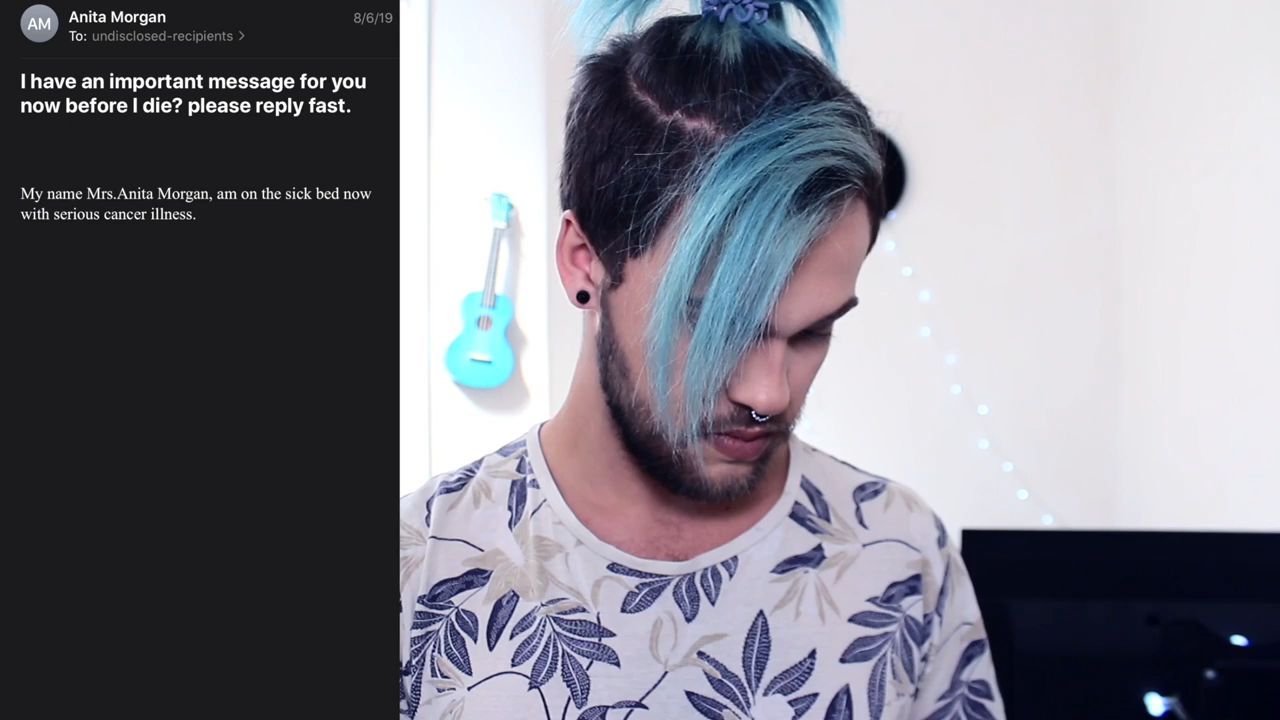 AM
Anita Morgan
8/6/19
To: undisclosed-recipients >
I have an important message for you
now before I die? please reply fast.
My name Mrs.Anita Morgan, am on the sick bed now
with serious cancer illness.